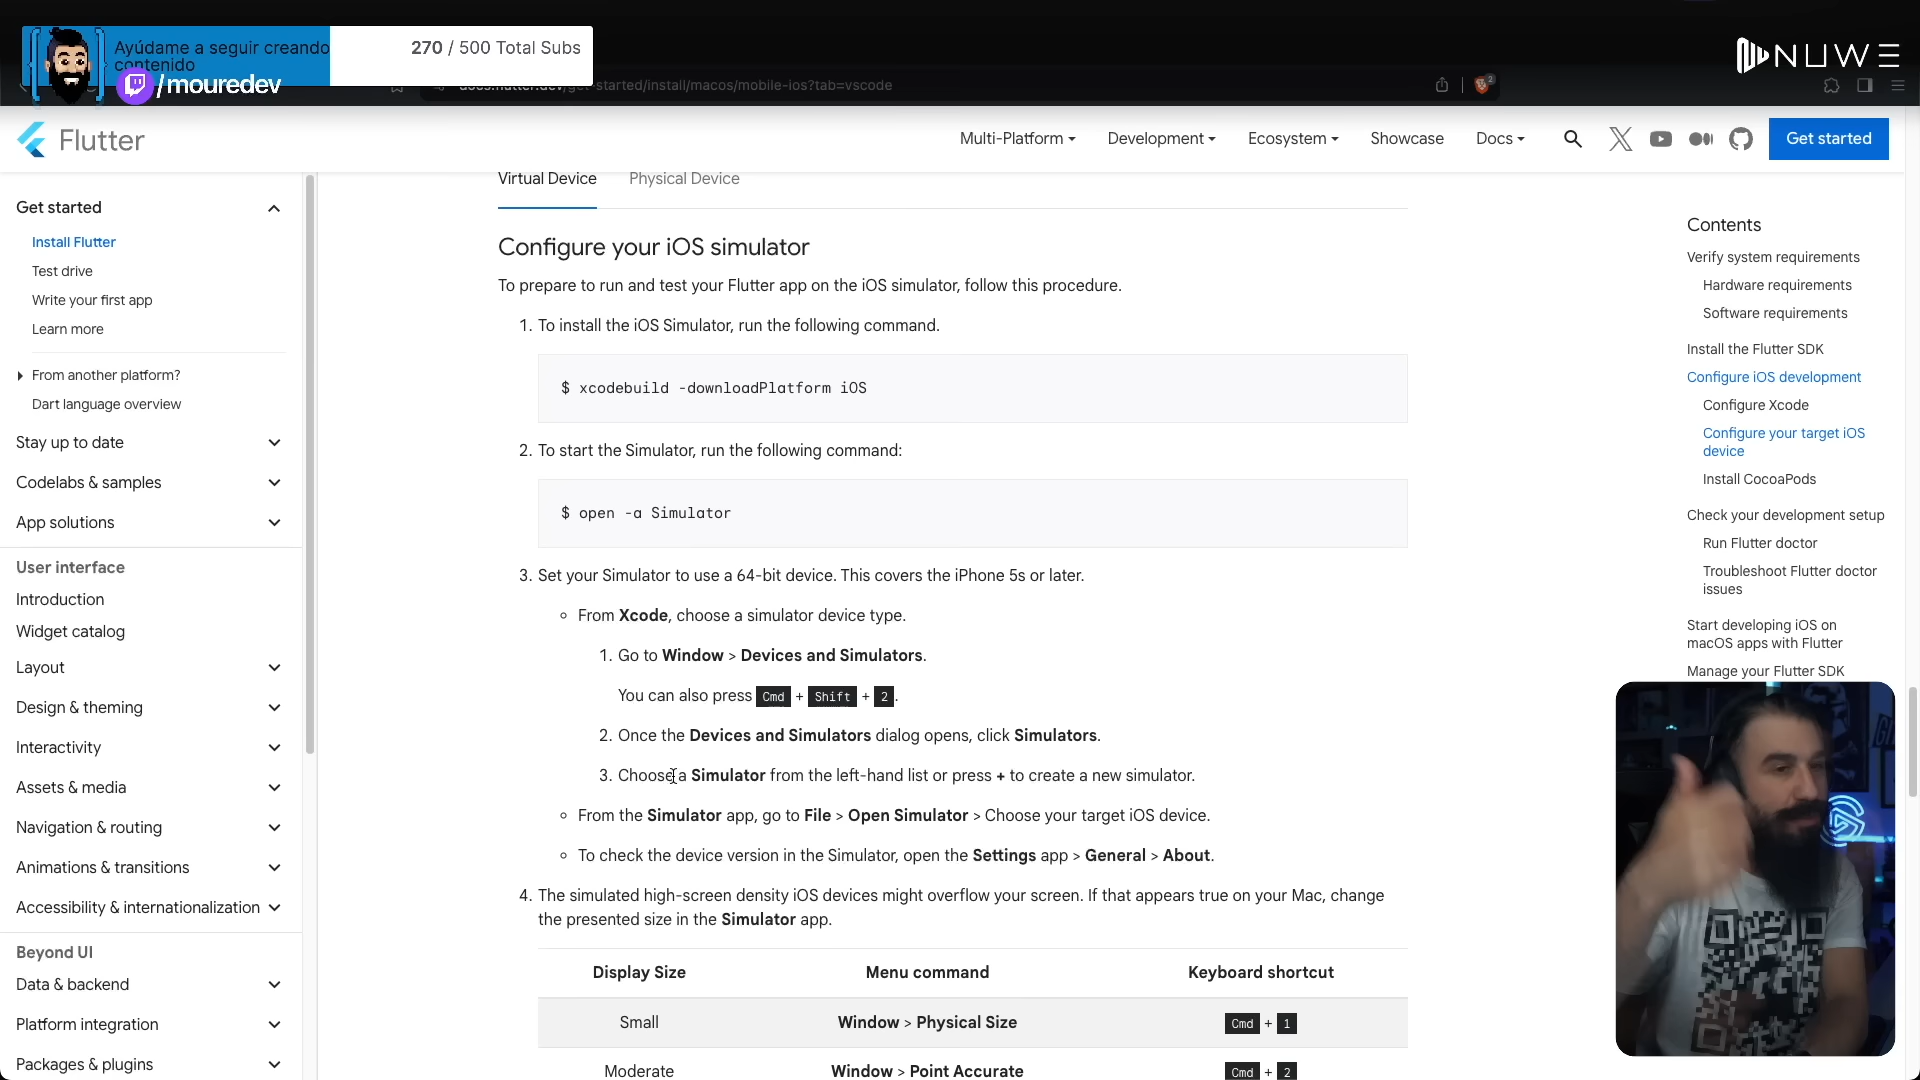 Ayúdame a seguir creando
contenido
270 / 500 Total Subs
/mouredev
NUWE
docs.flutter.dev/get-started/install/macos/mobile-ios?tab=vscode
2
Flutter
Multi-Platform
Development
Ecosystem
Showcase
Docs
Get started
Get started
Install Flutter
Test drive
Write your first app
Learn more
From another platform?
Dart language overview
Stay up to date
Codelabs & samples
App solutions
User interface
Introduction
Widget catalog
Layout
Design & theming
Interactivity
Assets & media
Navigation & routing
Animations & transitions
Accessibility & internationalization
Beyond UI
Data & backend
Platform integration
Packages & plugins
Virtual Device
Physical Device
Configure your iOS simulator
To prepare to run and test your Flutter app on the iOS simulator, follow this procedure.
1. To install the iOS Simulator, run the following command.
$ xcodebuild -downloadPlatform iOS
2. To start the Simulator, run the following command:
$ open -a Simulator
3. Set your Simulator to use a 64-bit device. This covers the iPhone 5s or later.
From Xcode, choose a simulator device type.
1. Go to Window > Devices and Simulators.
You can also press Cmd + Shift + 2.
2. Once the Devices and Simulators dialog opens, click Simulators.
3. Choose a Simulator from the left-hand list or press + to create a new simulator.
From the Simulator app, go to File > Open Simulator > Choose your target iOS device.
To check the device version in the Simulator, open the Settings app > General > About.
4. The simulated high-screen density iOS devices might overflow your screen. If that appears true on your Mac, change
the presented size in the Simulator app.
Display Size Menu command Keyboard shortcut
Small Window > Physical Size Cmd + 1
Moderate Window > Point Accurate Cmd + 2
Contents
Verify system requirements
Hardware requirements
Software requirements
Install the Flutter SDK
Configure iOS development
Configure Xcode
Configure your target iOS
device
Install CocoaPods
Check your development setup
Run Flutter doctor
Troubleshoot Flutter doctor
issues
Start developing iOS on
macOS apps with Flutter
Manage your Flutter SDK